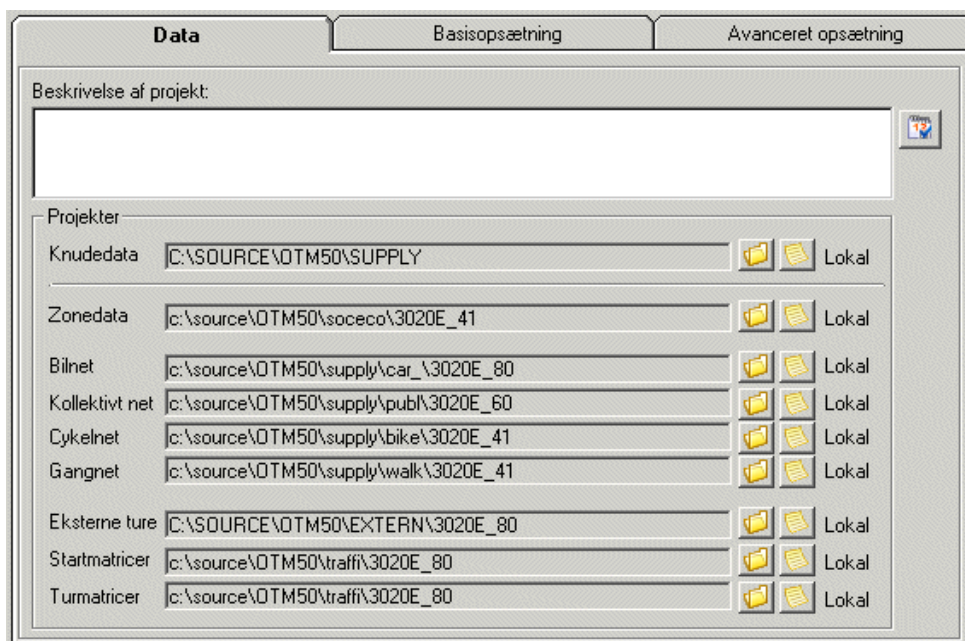 Data Basisopsætning Avanceret opsætning
Beskrivelse af projekt:
Projekter
Knudedata C:\SOURCE\OTM50\SUPPLY Lokal
Zonedata c:\source\OTM50\soceco\3020E_41 Lokal
Bilnet c:\source\OTM50\supply\car_\3020E_80 Lokal
Kollektivt net c:\source\OTM50\supply\publ\3020E_60 Lokal
Cykelnet c:\source\OTM50\supply\bike\3020E_41 Lokal
Gangnet c:\source\OTM50\supply\walk\3020E_41 Lokal
Eksterne ture C:\SOURCE\OTM50\EXTERN\3020E_80 Lokal
Startmatricer c:\source\OTM50\traffi\3020E_80 Lokal
Turmatricer c:\source\OTM50\traffi\3020E_80 Lokal